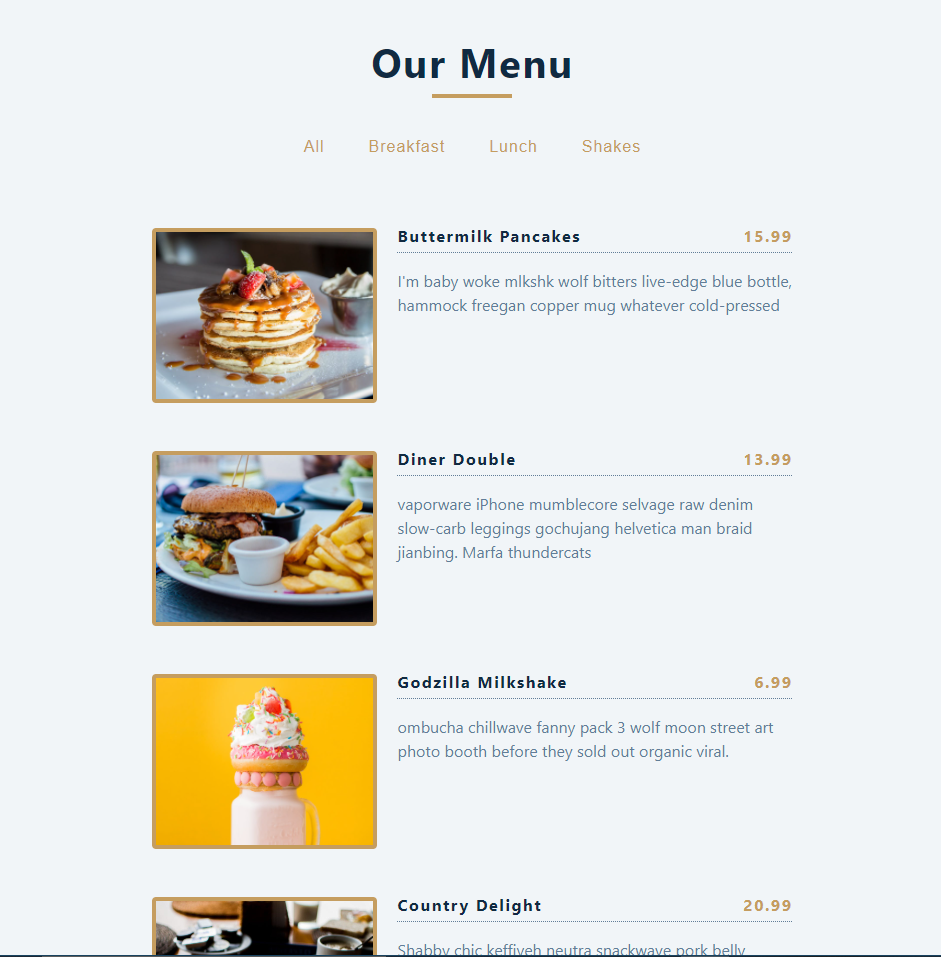 Our Menu
All Breakfast Lunch Shakes
Buttermilk Pancakes 15.99
I'm baby woke mlkshk wolf bitters live-edge blue bottle,
hammock freegan copper mug whatever cold-pressed
Diner Double 13.99
vaporware iPhone mumblecore selvage raw denim
slow-carb leggings gochujang helvetica man braid
jianbing. Marfa thundercats
Godzilla Milkshake 6.99
ombucha chillwave fanny pack 3 wolf moon street art
photo booth before they sold out organic viral.
Country Delight 20.99
Shabby chic keffiyeh neutra snackwave pork belly